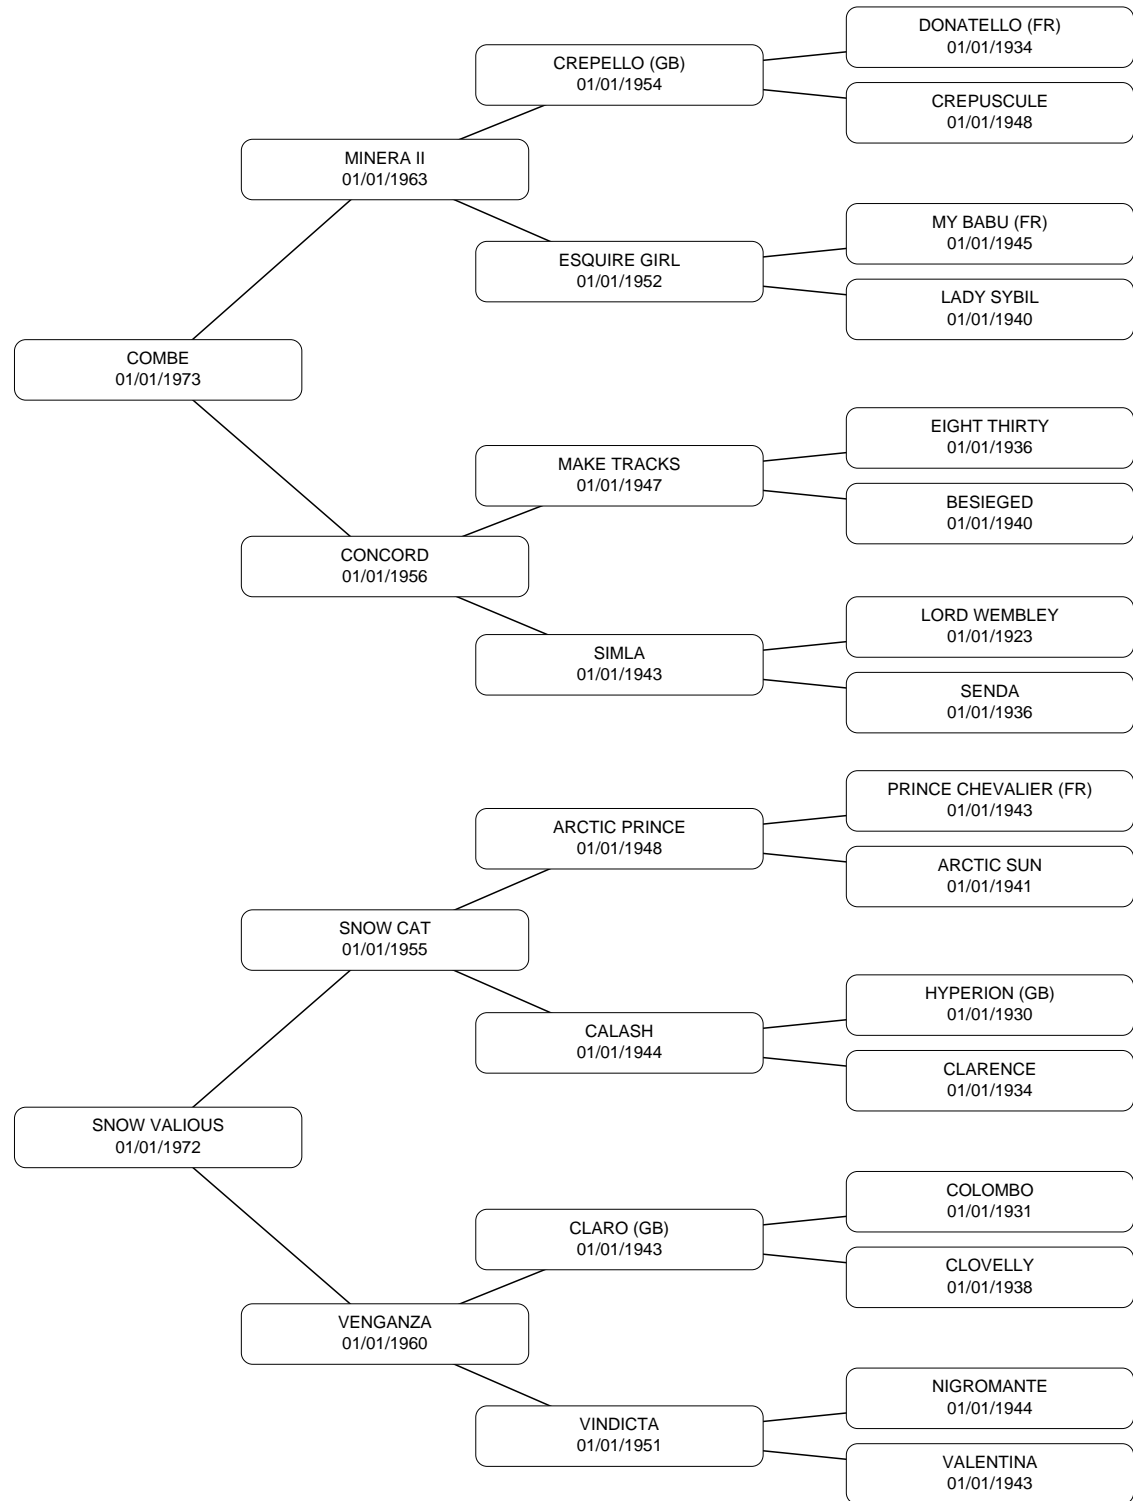 DONATELLO (FR)
01/01/1934
CREPELLO (GB)
01/01/1954
CREPUSCULE
01/01/1948
MINERA II
01/01/1963
MY BABU (FR)
01/01/1945
ESQUIRE GIRL
01/01/1952
LADY SYBIL
01/01/1940
COMBE
01/01/1973
EIGHT THIRTY
01/01/1936
MAKE TRACKS
01/01/1947
BESIEGED
01/01/1940
CONCORD
01/01/1956
LORD WEMBLEY
01/01/1923
SIMLA
01/01/1943
SENDA
01/01/1936
PRINCE CHEVALIER (FR)
01/01/1943
ARCTIC PRINCE
01/01/1948
ARCTIC SUN
01/01/1941
SNOW CAT
01/01/1955
HYPERION (GB)
01/01/1930
CALASH
01/01/1944
CLARENCE
01/01/1934
SNOW VALIOUS
01/01/1972
COLOMBO
01/01/1931
CLARO (GB)
01/01/1943
CLOVELLY
01/01/1938
VENGANZA
01/01/1960
NIGROMANTE
01/01/1944
VINDICTA
01/01/1951
VALENTINA
01/01/1943